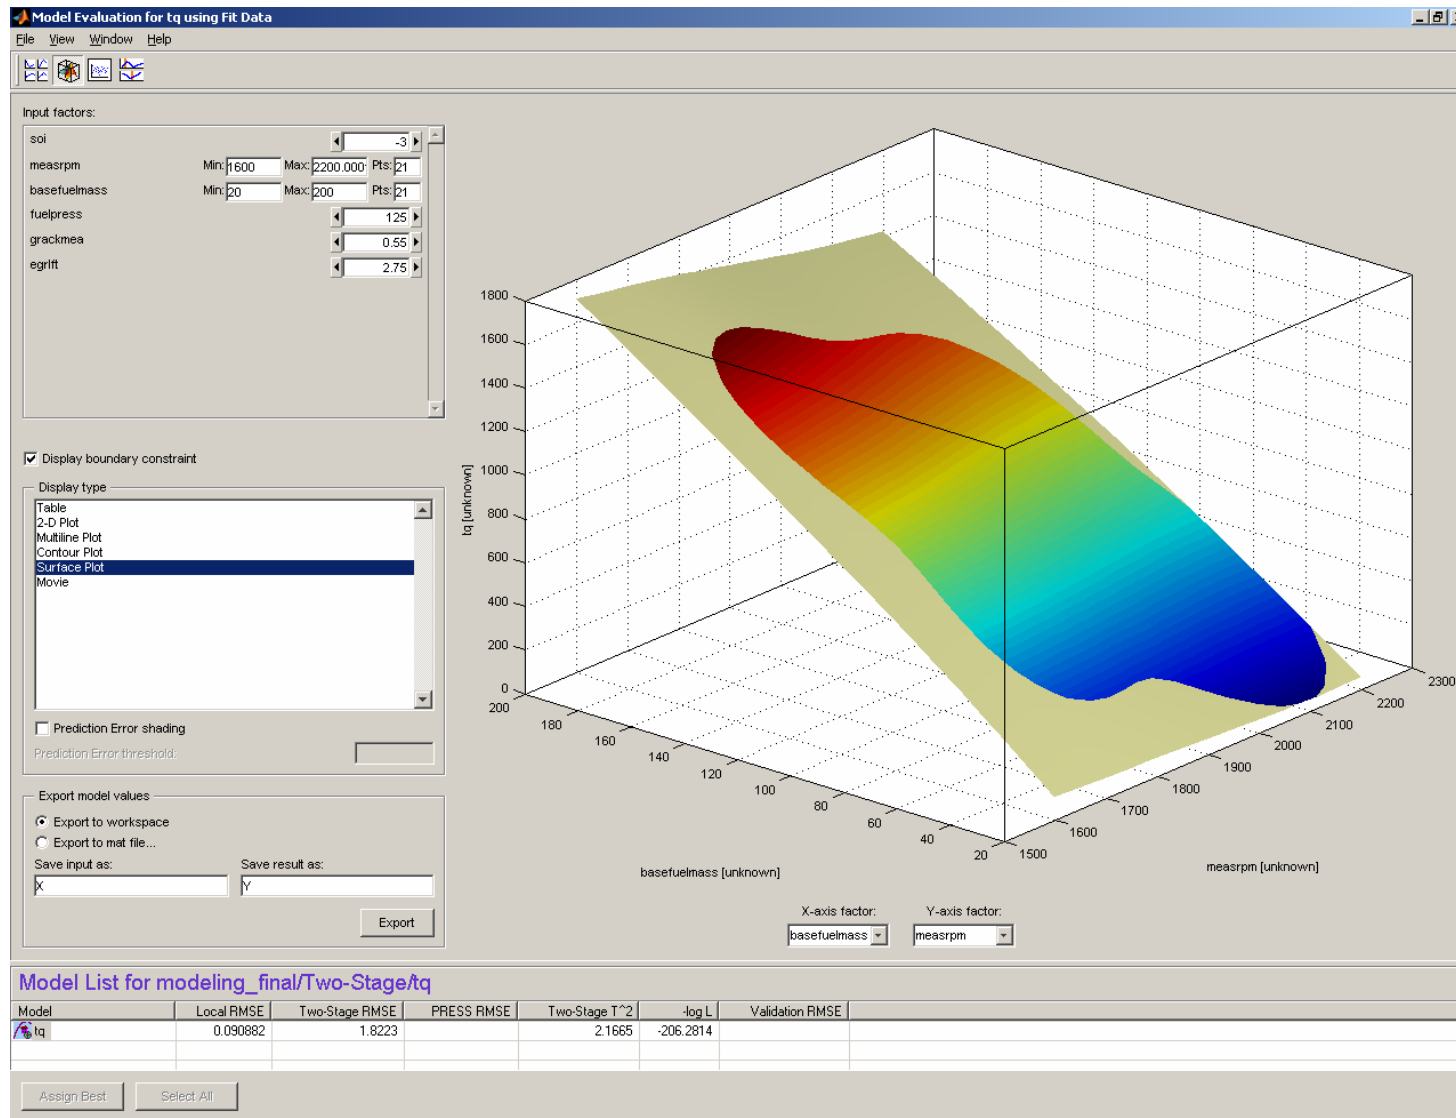 Model Evaluation for tq using Fit Data
File View Window Help
Input factors:
soi -3
measrpm Min: 1600 Max: 2200.000 Pts: 21
basefuelmass Min: 20 Max: 200 Pts: 21
fuelpress 125
grackmea 0.55
egrlft 2.75
Display boundary constraint
Display type
Table
2-D Plot
Multiline Plot
Contour Plot
Surface Plot
Movie
Prediction Error shading
Prediction Error threshold:
Export model values
Export to workspace
Export to mat file...
Save input as: Save result as:
X Y
Export
tq [unknown]
1800
1600
1400
1200
1000
800
600
400
200
0
200 180 160 140 120 100 80 60 40 20
basefuelmass [unknown]
1500 1600 1700 1800 1900 2000 2100 2200 2300
measrpm [unknown]
X-axis factor: Y-axis factor:
basefuelmass measrpm
Model List for modeling_final/Two-Stage/tq
Model Local RMSE Two-Stage RMSE PRESS RMSE Two-Stage T^2 -log L Validation RMSE
tq 0.090882 1.8223 2.1665 -206.2814
Assign Best Select All